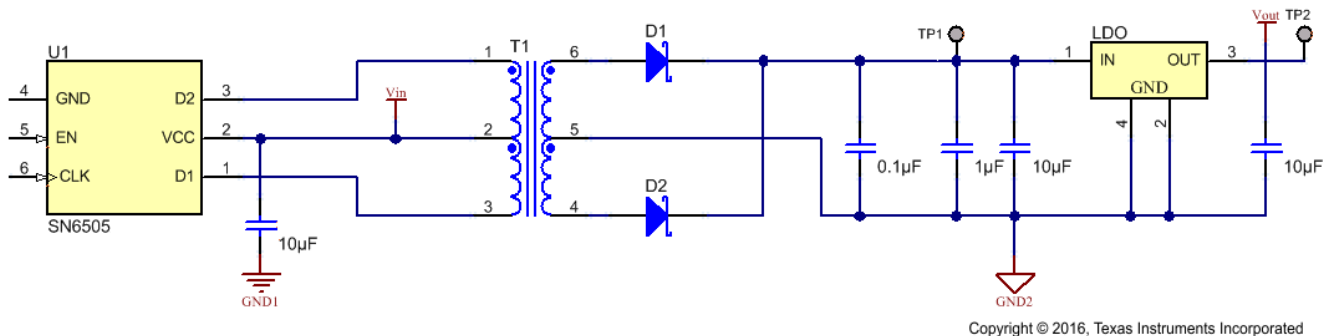 U1
4 GND D2 3
5 EN VCC 2
6 CLK D1 1
SN6505
10µF
GND1
Vin
T1
1 6
2 5
3 4
D1
D2
TP1
0.1µF
1µF
10µF
GND2
LDO
1 IN OUT 3
GND
4 2
Vout
TP2
10µF
Copyright © 2016, Texas Instruments Incorporated